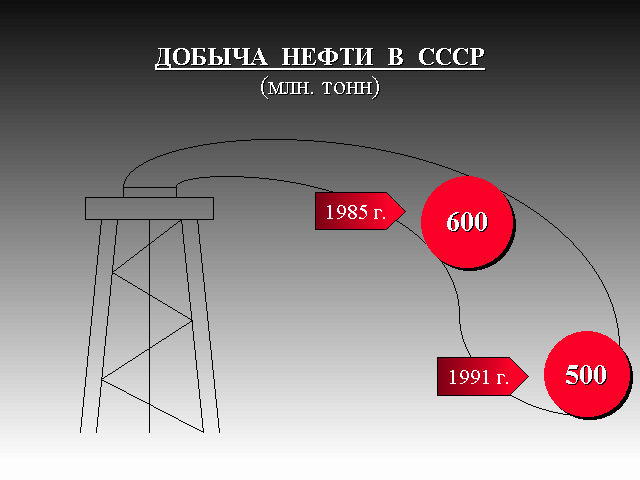 ДОБЫЧА НЕФТИ В СССР
(млн. тонн)
1985 г.
600
1991 г.
500